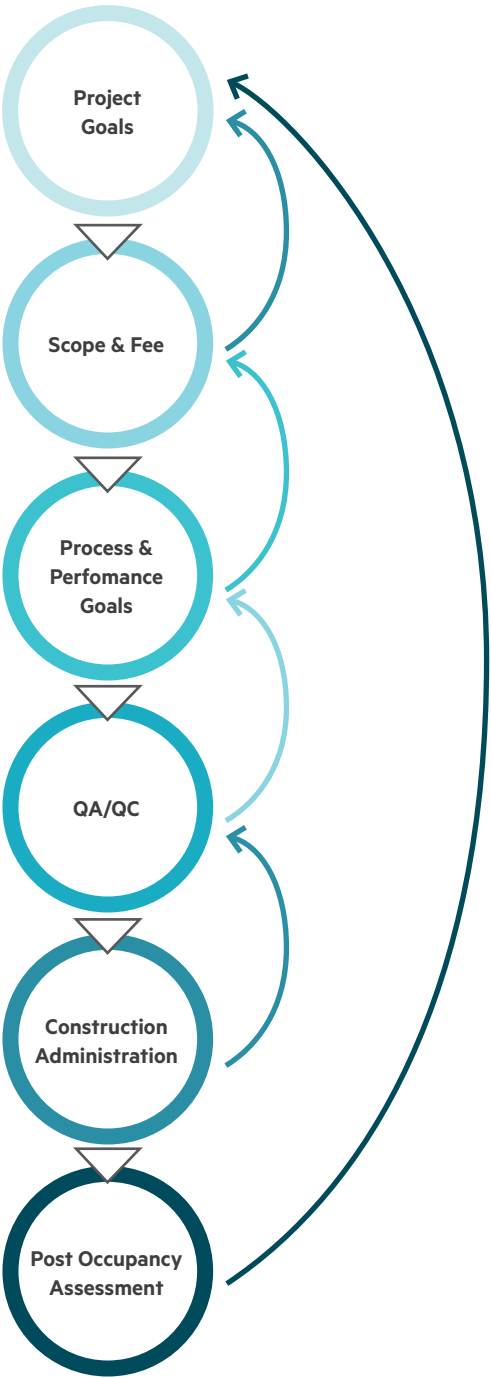 Project
Goals
Scope & Fee
Process &
Perfomance
Goals
QA/QC
Construction
Administration
Post Occupancy
Assessment